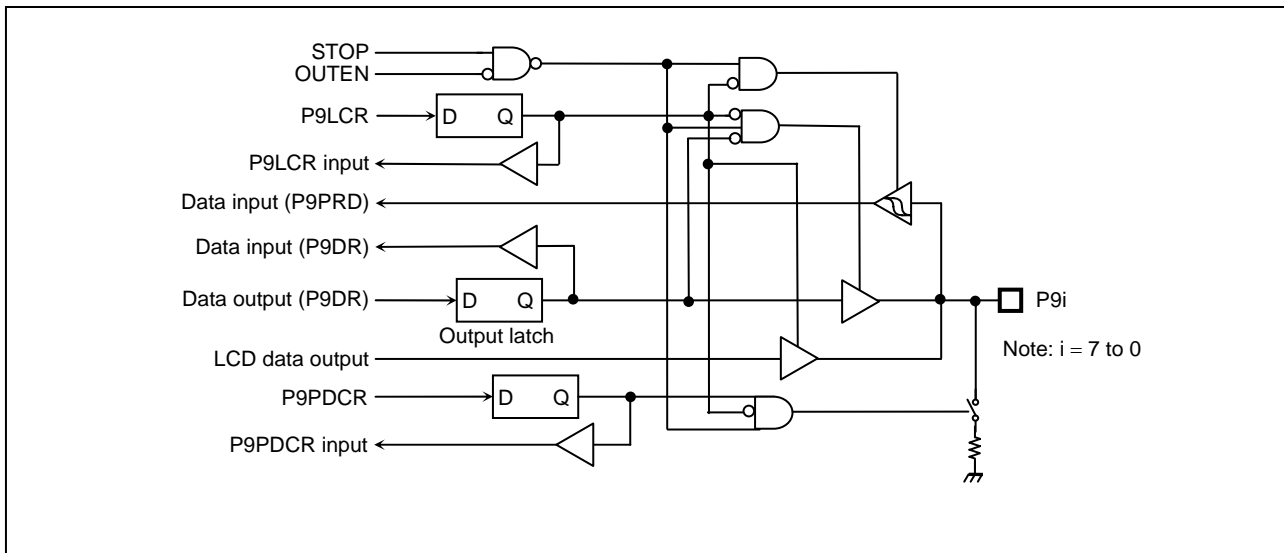 STOP
OUTEN
P9LCR
D Q
P9LCR input
Data input (P9PRD)
Data input (P9DR)
Data output (P9DR)
D Q
Output latch
P9i
Note: i = 7 to 0
LCD data output
P9PDCR
D Q
P9PDCR input